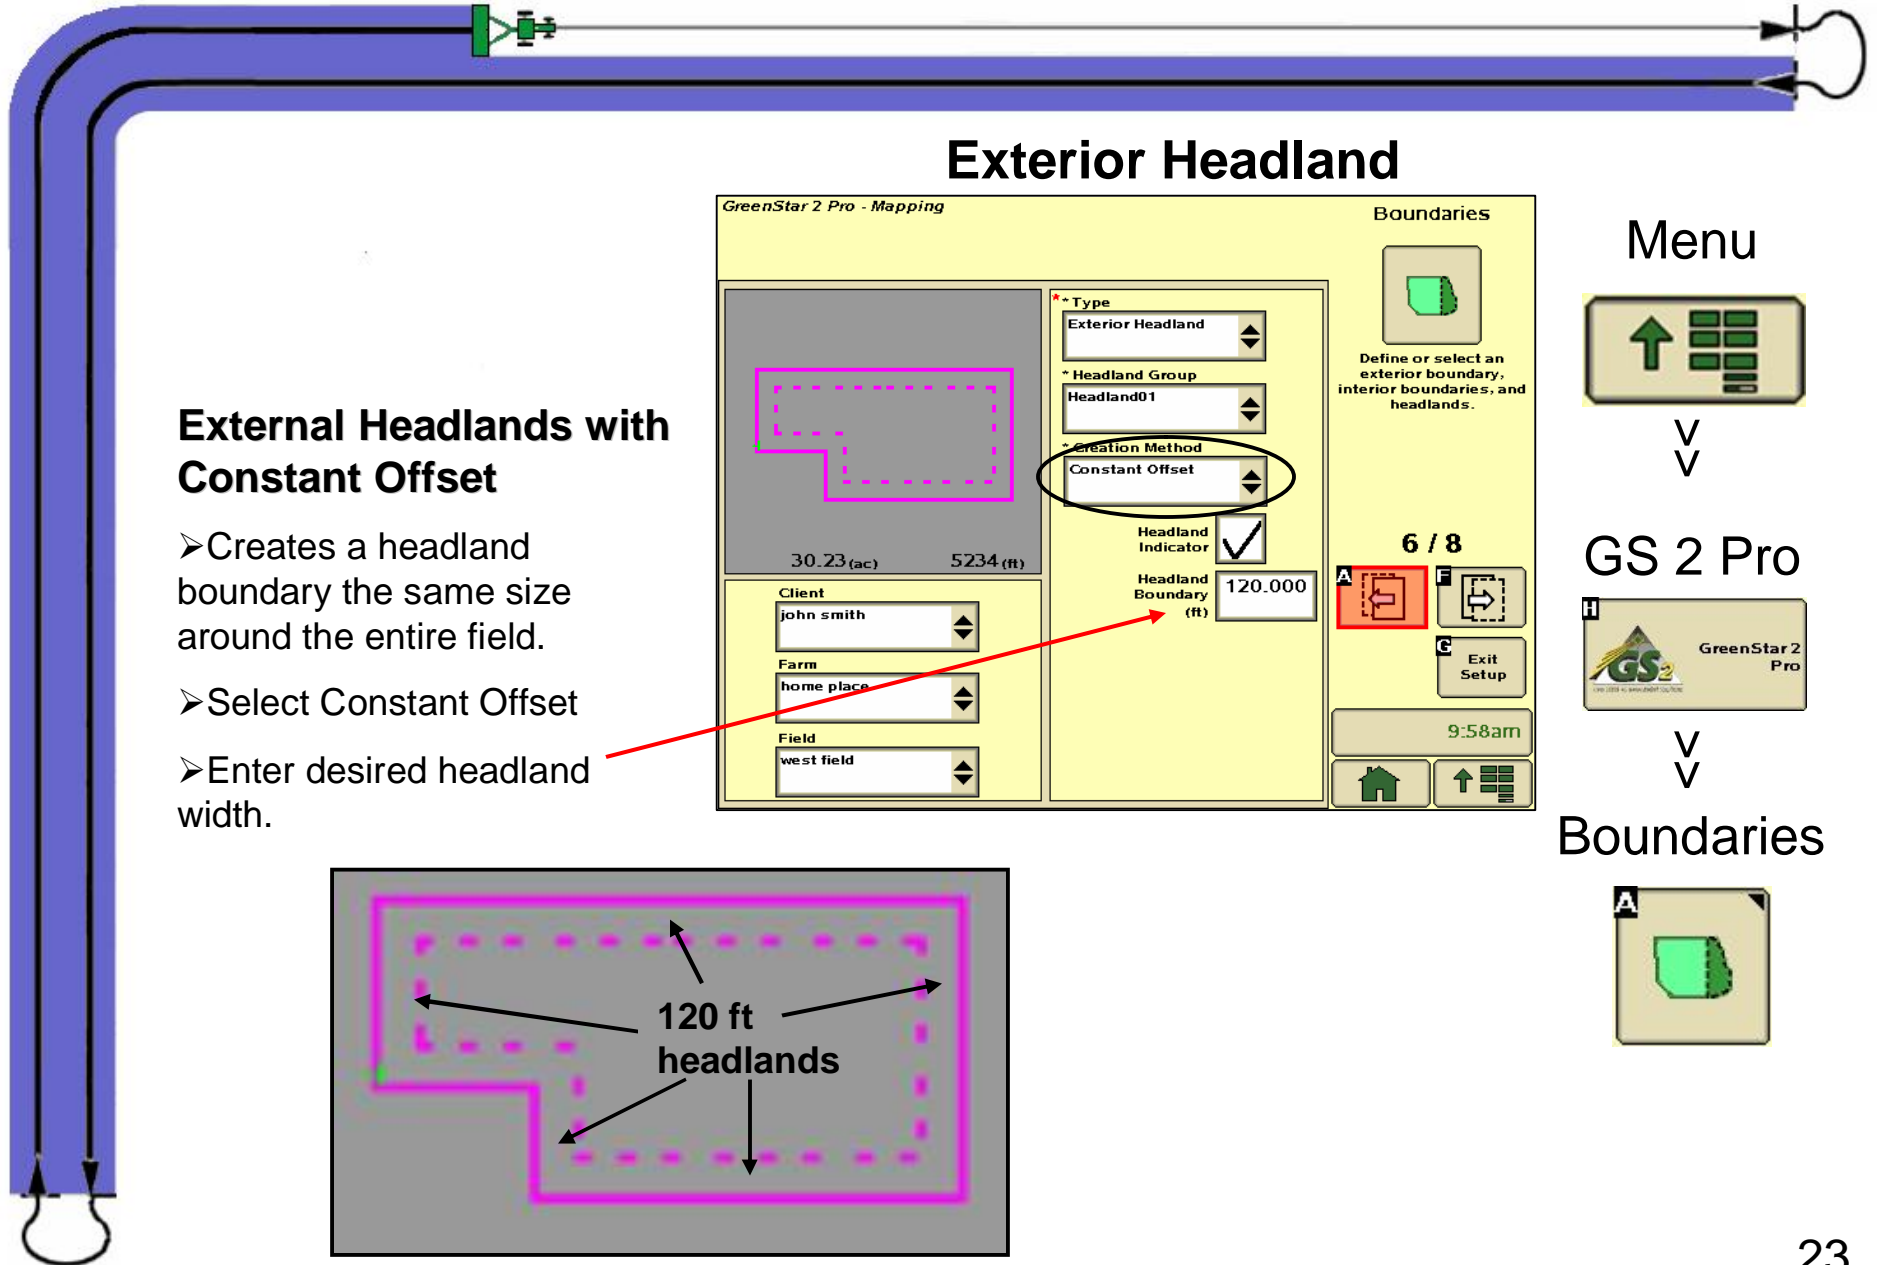 Exterior Headland
GreenStar 2 Pro - Mapping
Boundaries
Define or select an
exterior boundary,
interior boundaries, and
headlands.
* * Type
Exterior Headland
* Headland Group
Headland01
* Creation Method
Constant Offset
Headland
Indicator
Headland
Boundary
(ft)
120.000
30.23 (ac)
5234 (ft)
Client
john smith
Farm
home place
Field
west field
6 / 8
A
F
G
Exit
Setup
9:58am
Menu
>>
GS 2 Pro
H
GS2
GreenStar 2
Pro
>>
Boundaries
A
External Headlands with
Constant Offset
➢Creates a headland
boundary the same size
around the entire field.
➢Select Constant Offset
➢Enter desired headland
width.
120 ft
headlands
23